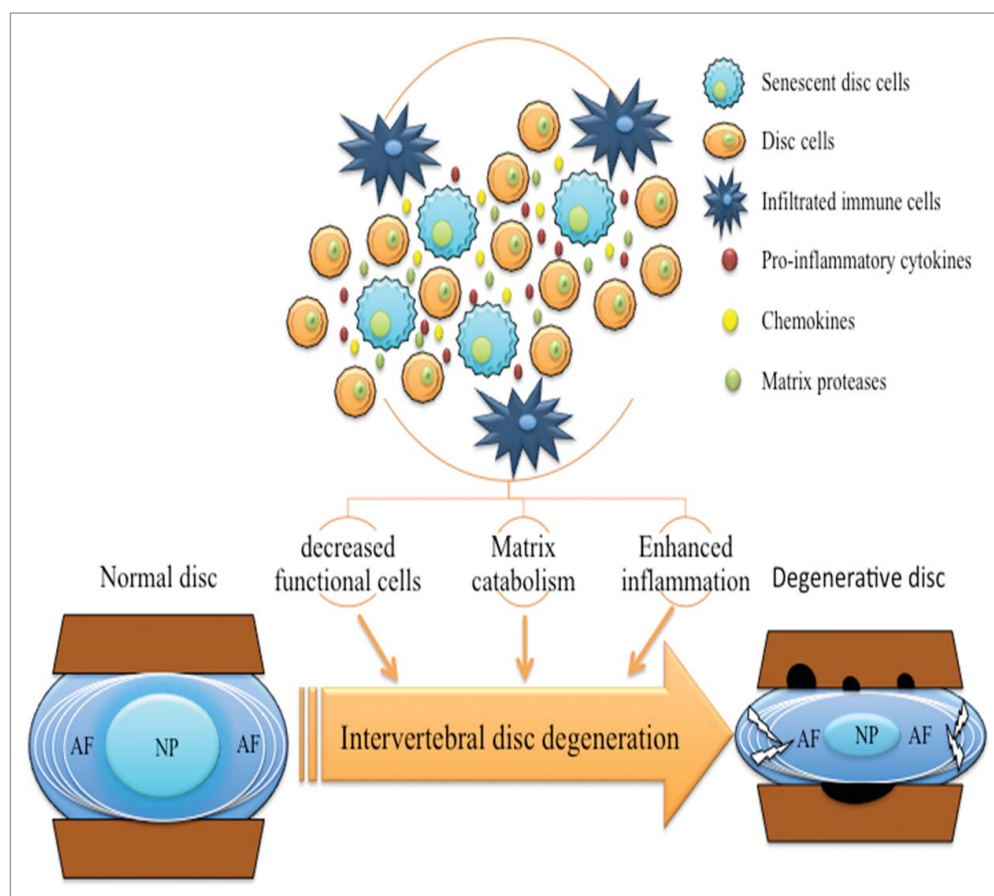 Senescent disc cells
Disc cells
Infiltrated immune cells
Pro-inflammatory cytokines
Chemokines
Matrix proteases
decreased
functional cells
Matrix
catabolism
Enhanced
inflammation
Normal disc
Degenerative disc
AF
NP
AF
Intervertebral disc degeneration
AF
NP
AF